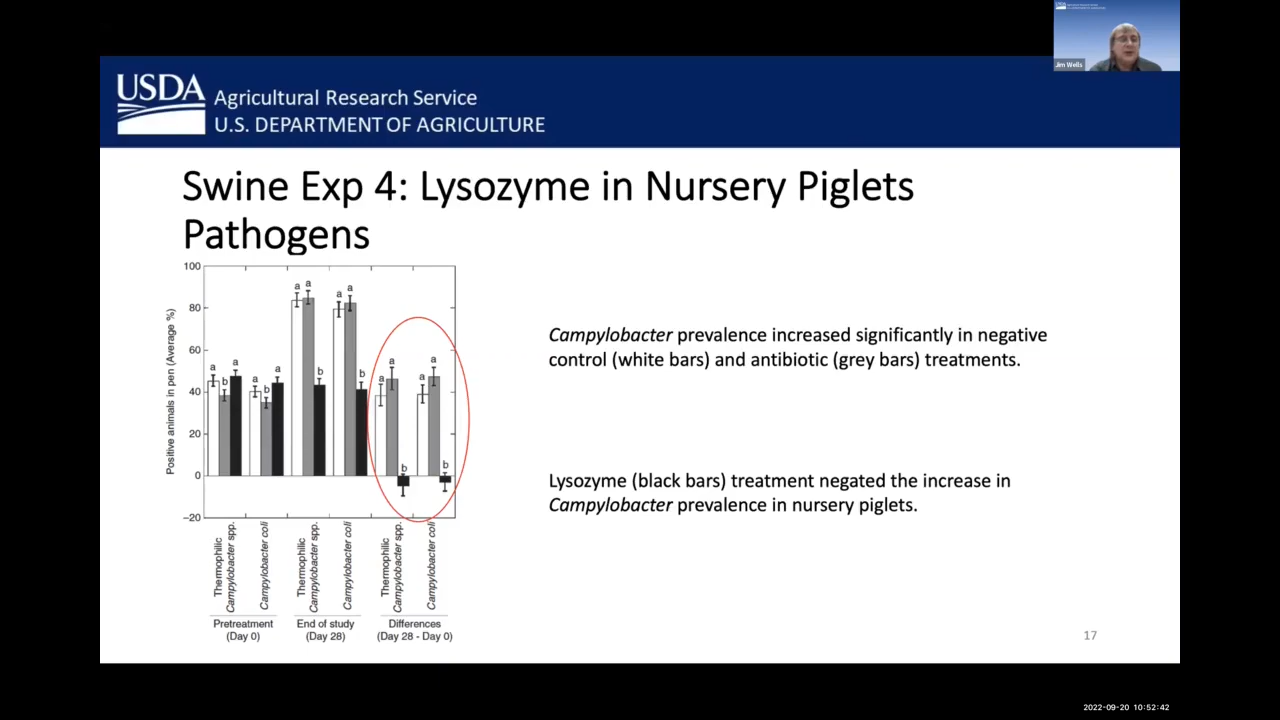 USDA
Agricultural Research Service
U.S. DEPARTMENT OF AGRICULTURE
Jim Wells
Swine Exp 4: Lysozyme in Nursery Piglets
Pathogens
Positive animals in pen (Average %)
100
80
60
40
20
0
–20
a
b
a
a
b
a
a
a
b
a
a
b
a
a
b
a
a
b
Thermophilic
Campylobacter spp.
Campylobacter coli
Thermophilic
Campylobacter spp.
Campylobacter coli
Thermophilic
Campylobacter spp.
Campylobacter coli
Pretreatment
(Day 0)
End of study
(Day 28)
Differences
(Day 28 - Day 0)
Campylobacter prevalence increased significantly in negative
control (white bars) and antibiotic (grey bars) treatments.
Lysozyme (black bars) treatment negated the increase in
Campylobacter prevalence in nursery piglets.
17
2022-09-20 10:52:42